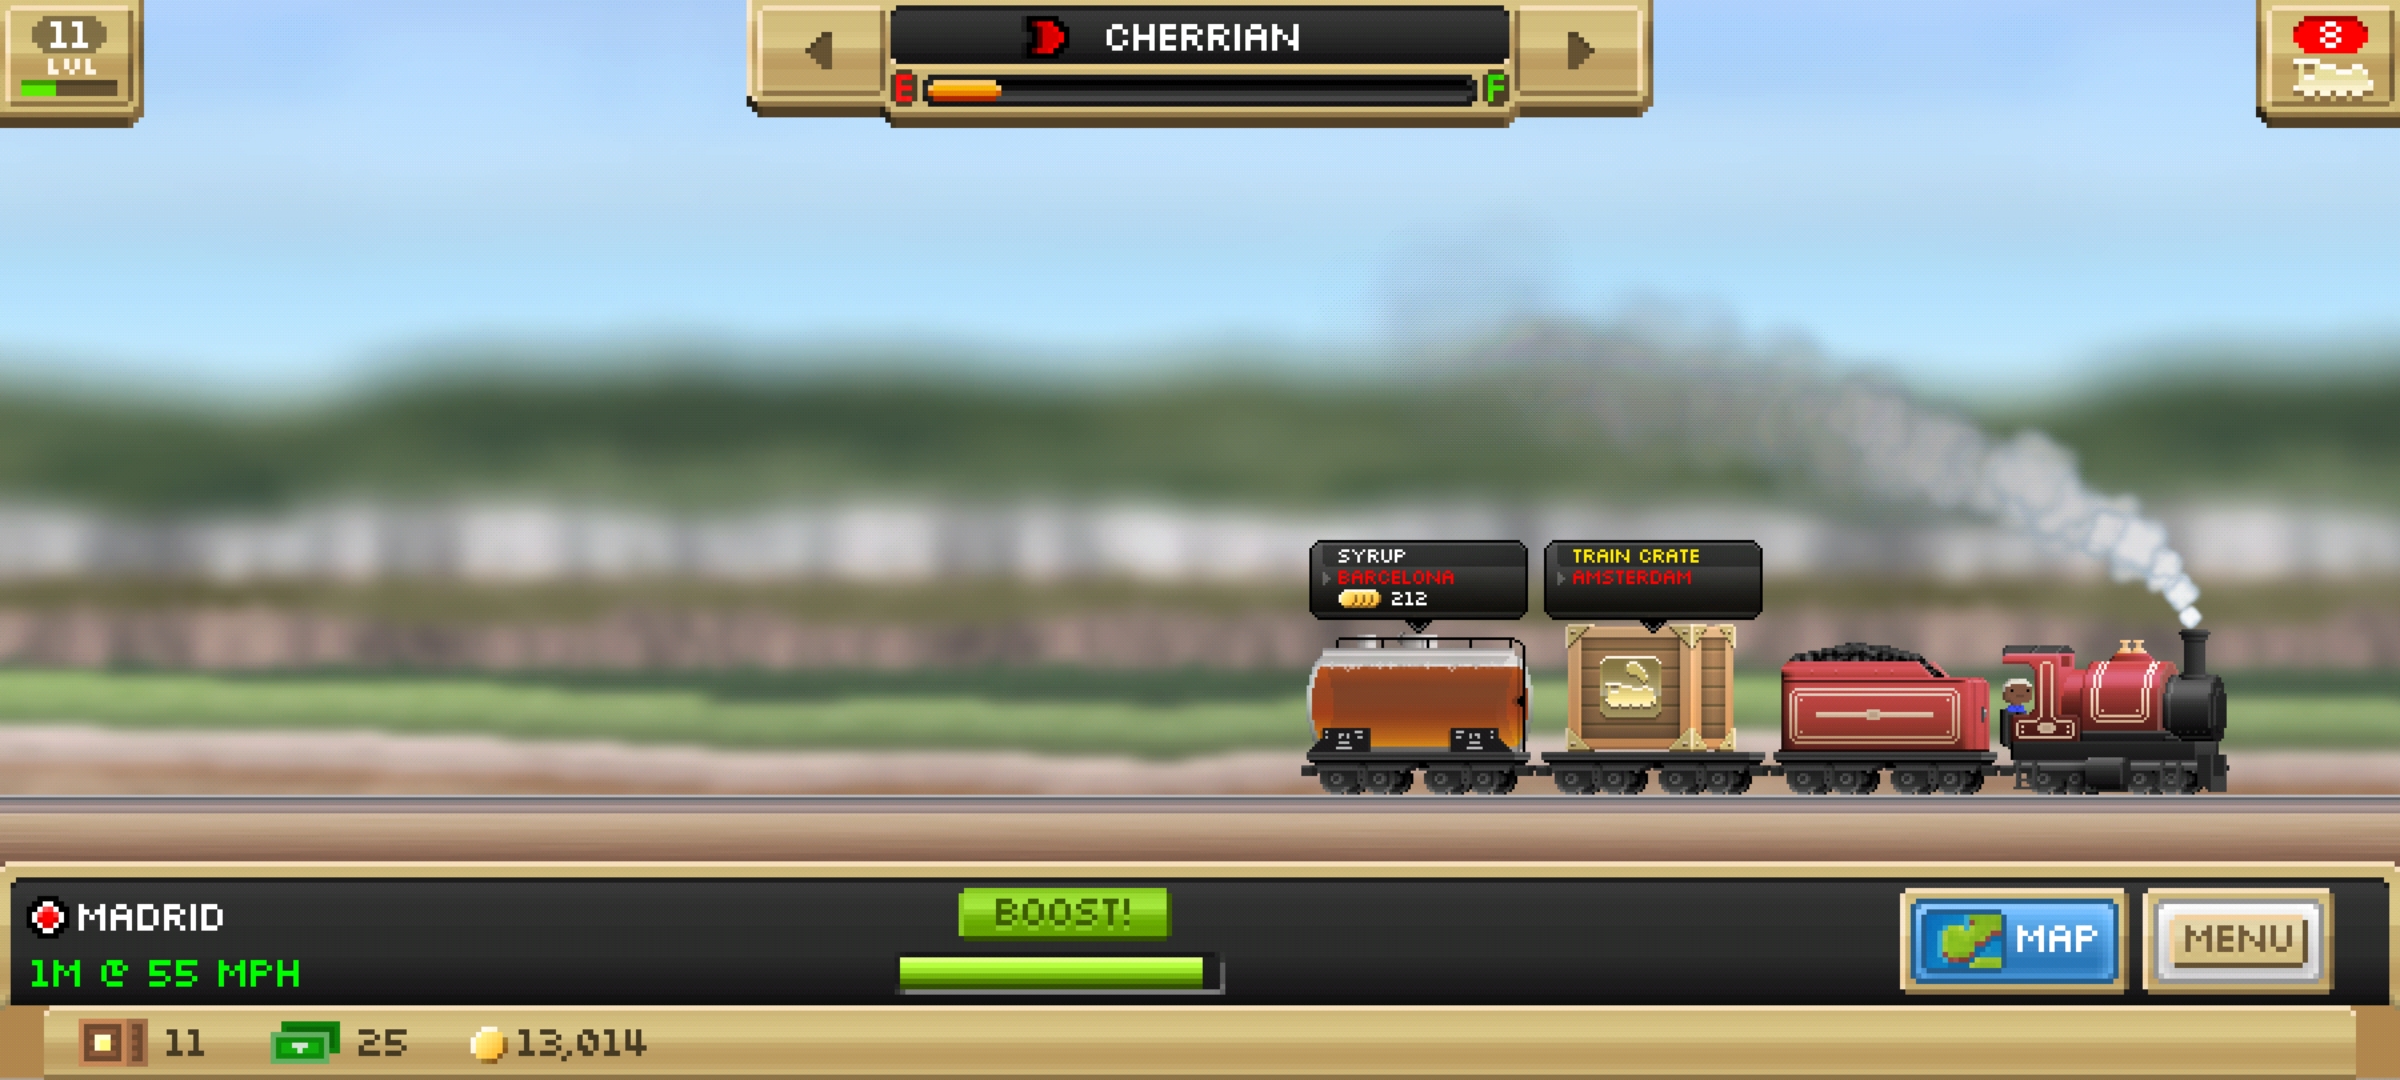 11
LVL
CHERRIAN
E
F
8
SYRUP
BARCELONA
212
TRAIN CRATE
AMSTERDAM
MADRID
1M @ 55 MPH
BOOST!
MAP
MENU
11
25
13,014